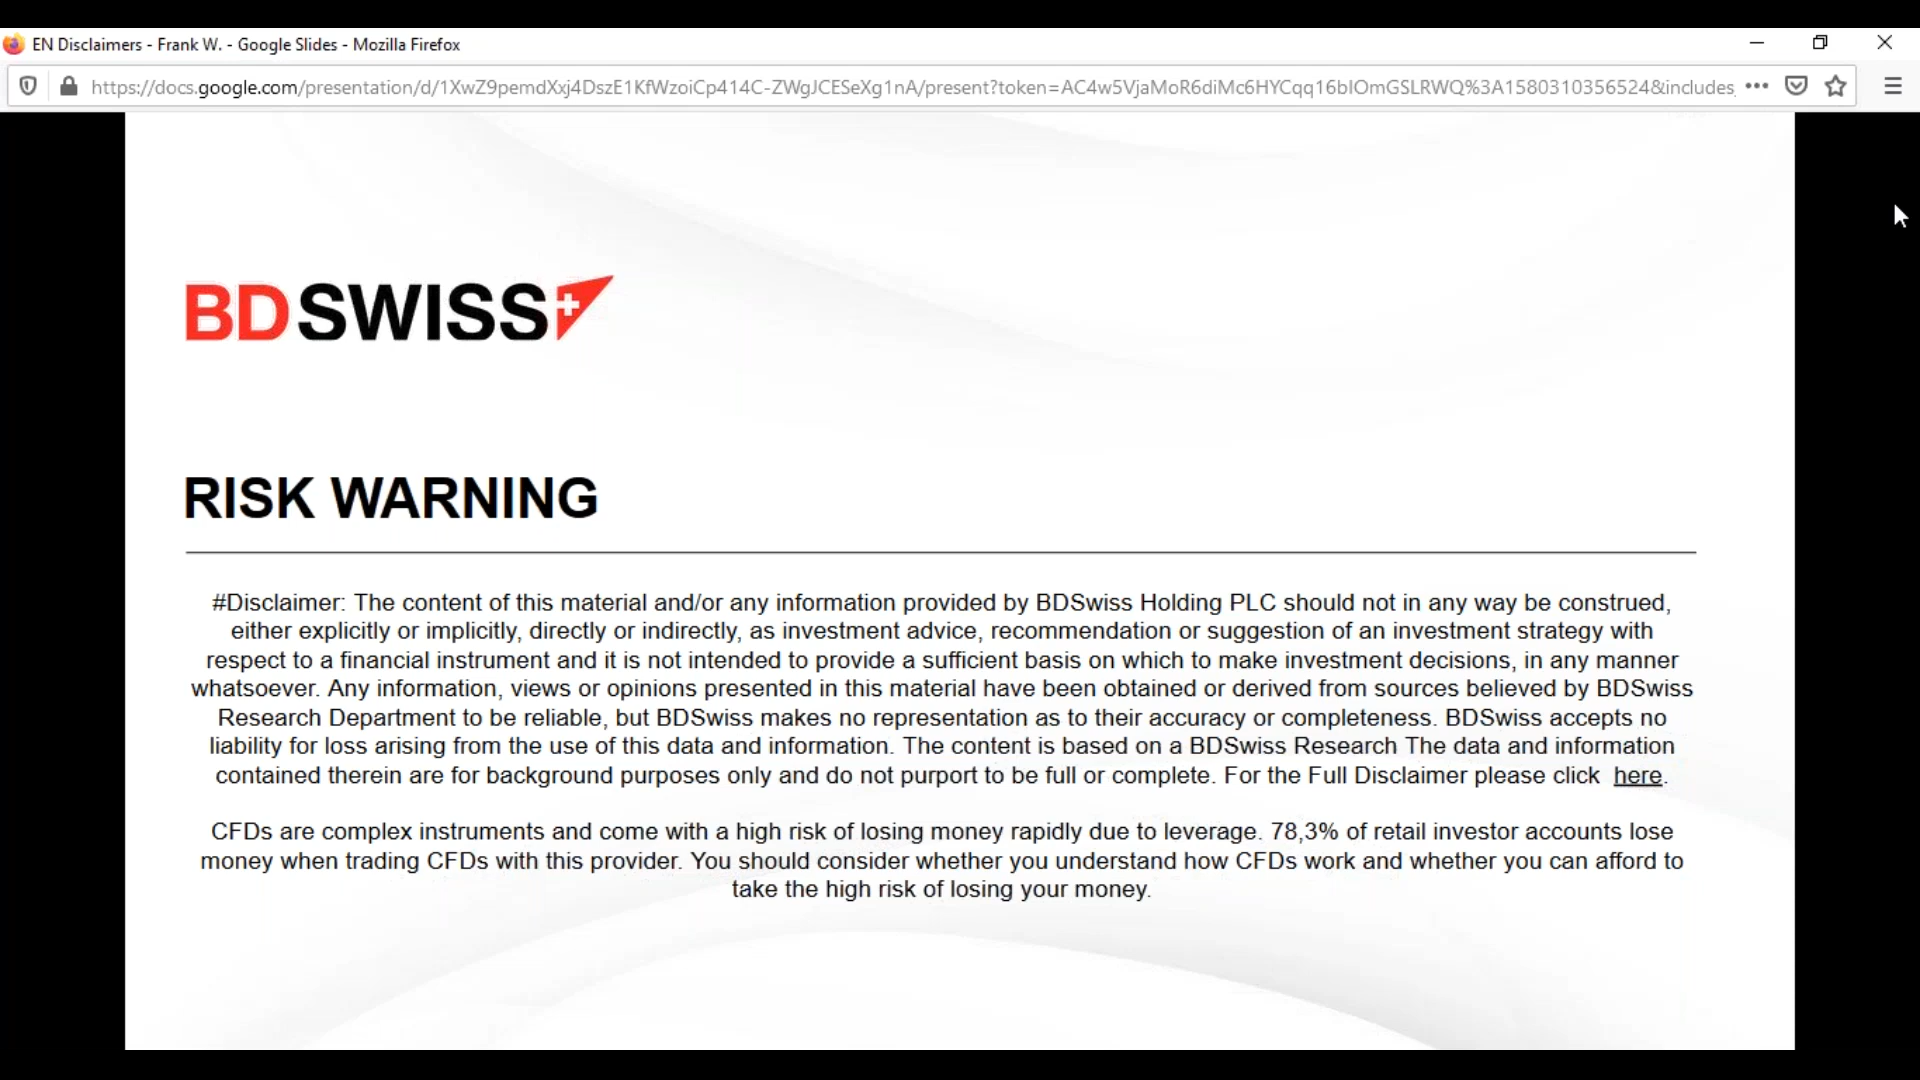 EN Disclaimers - Frank W. - Google Slides - Mozilla Firefox
https://docs.google.com/presentation/d/1XwZ9pemdXxj4DszE1KfWzoiCp414C-ZWgJCESeXg1nA/present?token=AC4w5VjaMoR6diMc6HYCqq16bIOmGSLRWQ%3A1580310356524&includes
BDSWISS
RISK WARNING
#Disclaimer: The content of this material and/or any information provided by BDSwiss Holding PLC should not in any way be construed,
either explicitly or implicitly, directly or indirectly, as investment advice, recommendation or suggestion of an investment strategy with
respect to a financial instrument and it is not intended to provide a sufficient basis on which to make investment decisions, in any manner
whatsoever. Any information, views or opinions presented in this material have been obtained or derived from sources believed by BDSwiss
Research Department to be reliable, but BDSwiss makes no representation as to their accuracy or completeness. BDSwiss accepts no
liability for loss arising from the use of this data and information. The content is based on a BDSwiss Research The data and information
contained therein are for background purposes only and do not purport to be full or complete. For the Full Disclaimer please click here.
CFDs are complex instruments and come with a high risk of losing money rapidly due to leverage. 78,3% of retail investor accounts lose
money when trading CFDs with this provider. You should consider whether you understand how CFDs work and whether you can afford to
take the high risk of losing your money.